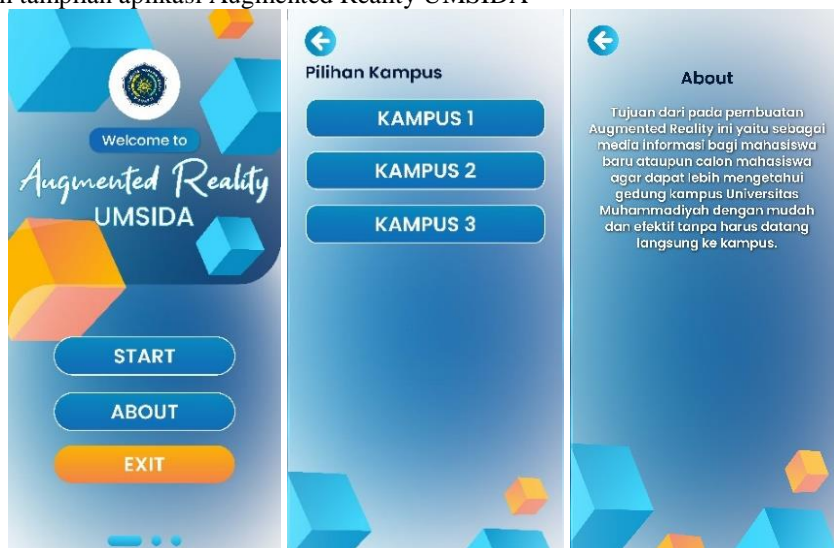 tampilan aplikasi Augmented Reality UMSIDA
Welcome to
Augmented Reality
UMSIDA
START
ABOUT
EXIT
Pilihan Kampus
KAMPUS 1
KAMPUS 2
KAMPUS 3
About
Tujuan dari pada pembuatan
Augmented Reality ini yaitu sebagai
media informasi bagi mahasiswa
baru ataupun calon mahasiswa
agar dapat lebih mengetahui
gedung kampus Universitas
Muhammadiyah dengan mudah
dan efektif tanpa harus datang
langsung ke kampus.